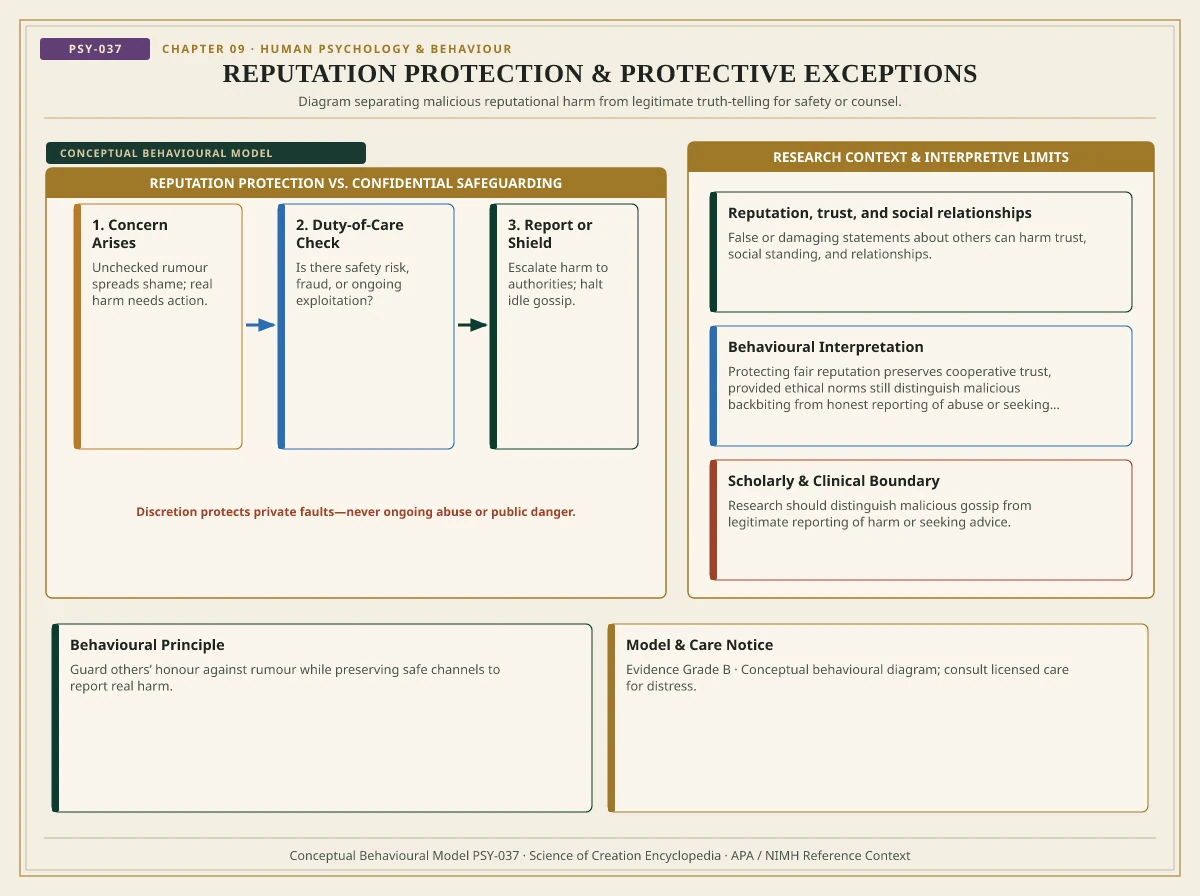 PSY-037
CHAPTER 09 · HUMAN PSYCHOLOGY & BEHAVIOUR
REPUTATION PROTECTION & PROTECTIVE EXCEPTIONS
Diagram separating malicious reputational harm from legitimate truth-telling for safety or counsel.
CONCEPTUAL BEHAVIOURAL MODEL
REPUTATION PROTECTION VS. CONFIDENTIAL SAFEGUARDING
1. Concern
Arises
Unchecked rumour
spreads shame; real
harm needs action.
2. Duty-of-Care
Check
Is there safety risk,
fraud, or ongoing
exploitation?
3. Report or
Shield
Escalate harm to
authorities; halt
idle gossip.
Discretion protects private faults—never ongoing abuse or public danger.
RESEARCH CONTEXT & INTERPRETIVE LIMITS
Reputation, trust, and social relationships
False or damaging statements about others can harm trust,
social standing, and relationships.
Behavioural Interpretation
Protecting fair reputation preserves cooperative trust,
provided ethical norms still distinguish malicious
backbiting from honest reporting of abuse or seeking...
Scholarly & Clinical Boundary
Research should distinguish malicious gossip from
legitimate reporting of harm or seeking advice.
Behavioural Principle
Guard others’ honour against rumour while preserving safe channels to
report real harm.
Model & Care Notice
Evidence Grade B · Conceptual behavioural diagram; consult licensed care
for distress.
Conceptual Behavioural Model PSY-037 · Science of Creation Encyclopedia · APA / NIMH Reference Context